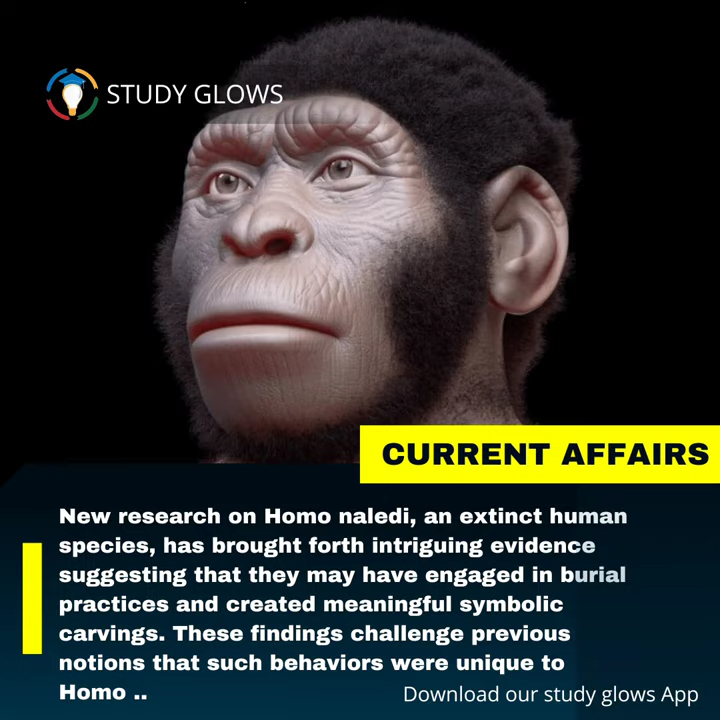 STUDY GLOWS
CURRENT AFFAIRS
New research on Homo naledi, an extinct human
species, has brought forth intriguing evidence
suggesting that they may have engaged in burial
practices and created meaningful symbolic
carvings. These findings challenge previous
notions that such behaviors were unique to
Homo ..
Download our study glows App